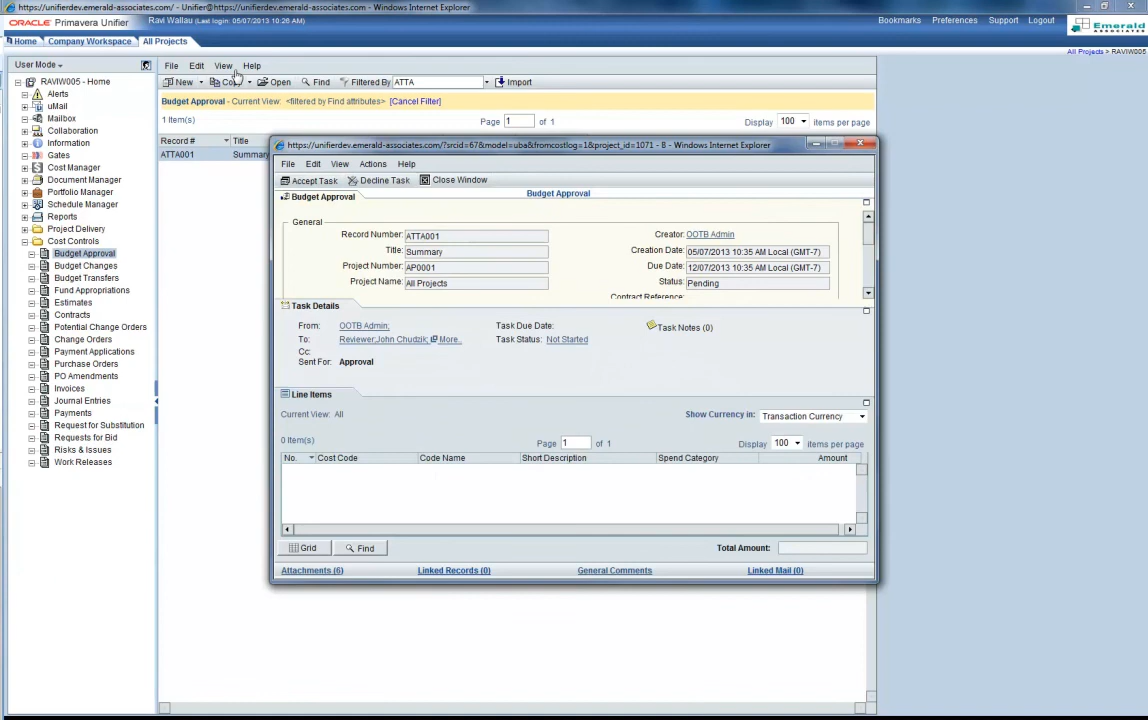 https://unifierdev.emerald-associates.com/ - Unifier@https://unifierdev.emerald-associates.com - Windows Internet Explorer
ORACLE Primavera Unifier Ravi Wallau (Last login: 05/07/2013 10:26 AM) Bookmarks Preferences Support Logout Emerald
Home Company Workspace All Projects
All Projects > RAVIW005
User Mode File Edit View Help
RAVIW005 - Home
New Open Find Filtered By ATTA Import
Alerts
Budget Approval - Current View: <filtered by Find attributes> [Cancel Filter]
uMail
Mailbox
1 Item(s) Page 1 of 1 Display 100 items per page
Collaboration
Information
Record # Title
Gates
ATTA001 Summary
Cost Manager
Document Manager
Portfolio Manager
Schedule Manager
Reports
Project Delivery
Cost Controls
Budget Approval
Budget Changes
Budget Transfers
Fund Appropriations
Estimates
Contracts
Potential Change Orders
Change Orders
Payment Applications
Purchase Orders
PO Amendments
Invoices
Journal Entries
Payments
Request for Substitution
Requests for Bid
Risks & Issues
Work Releases
https://unifierdev.emerald-associates.com/?srcid=67&model=uba&fromcostlog=1&project_id=1071 - 8 - Windows Internet Explorer
File Edit View Actions Help
Accept Task Decline Task Close Window
Budget Approval
Budget Approval
General
Record Number: ATTA001 Creator: OOTB Admin
Title: Summary Creation Date: 05/07/2013 10:35 AM Local (GMT-7)
Project Number: AP0001 Due Date: 12/07/2013 10:35 AM Local (GMT-7)
Project Name: All Projects Status: Pending
Contract Reference:
Task Details
From: OOTB Admin; Task Due Date: Task Notes (0)
To: Reviewer;John Chudzik; More.. Task Status: Not Started
Cc:
Sent For: Approval
Line Items
Current View: All Show Currency in: Transaction Currency
0 Item(s) Page 1 of 1 Display 100 items per page
No. Cost Code Code Name Short Description Spend Category Amount
Grid Find Total Amount:
Attachments (6) Linked Records (0) General Comments Linked Mail (0)